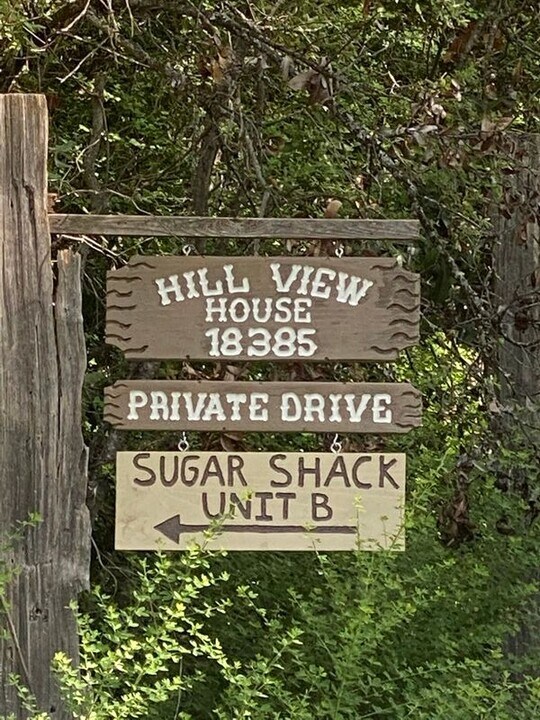 HILL VIEW
HOUSE
18385
PRIVATE DRIVE
SUGAR SHACK
UNIT B